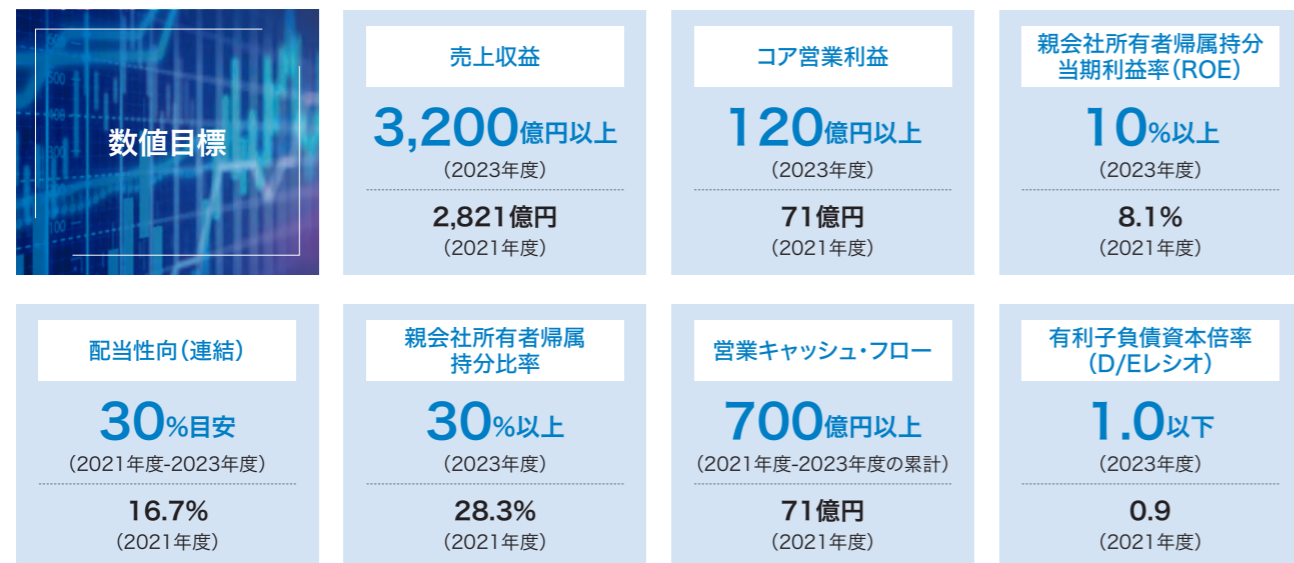 数値目標
売上収益
3,200億円以上
（2023年度）
2,821億円
（2021年度）
コア営業利益
120億円以上
（2023年度）
71億円
（2021年度）
親会社所有者帰属持分
当期利益率（ROE）
10%以上
（2023年度）
8.1%
（2021年度）
配当性向（連結）
30%目安
（2021年度-2023年度）
16.7%
（2021年度）
親会社所有者帰属
持分比率
30%以上
（2023年度）
28.3%
（2021年度）
営業キャッシュ・フロー
700億円以上
（2021年度-2023年度の累計）
71億円
（2021年度）
有利子負債資本倍率
（D/Eレシオ）
1.0以下
（2023年度）
0.9
（2021年度）